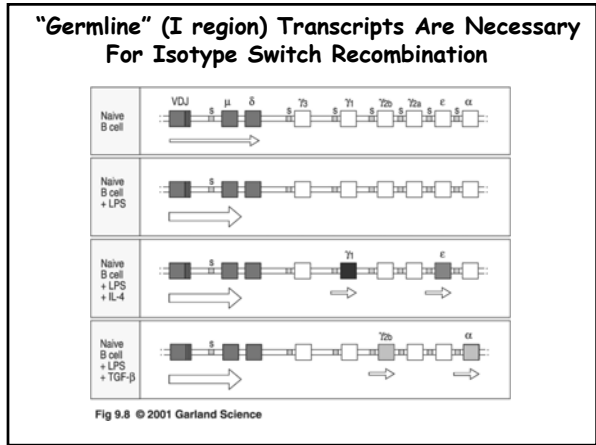 “Germline” (I region) Transcripts Are Necessary
For Isotype Switch Recombination
VDJ s μ δ s γ3 s γ1 s γ2b s γ2a s ε s α
Naive
B cell
Naive
B cell
+ LPS
s
Naive
B cell
+ LPS
+ IL-4
s γ1 ε
Naive
B cell
+ LPS
+ TGF-β
s γ2b α
Fig 9.8 © 2001 Garland Science